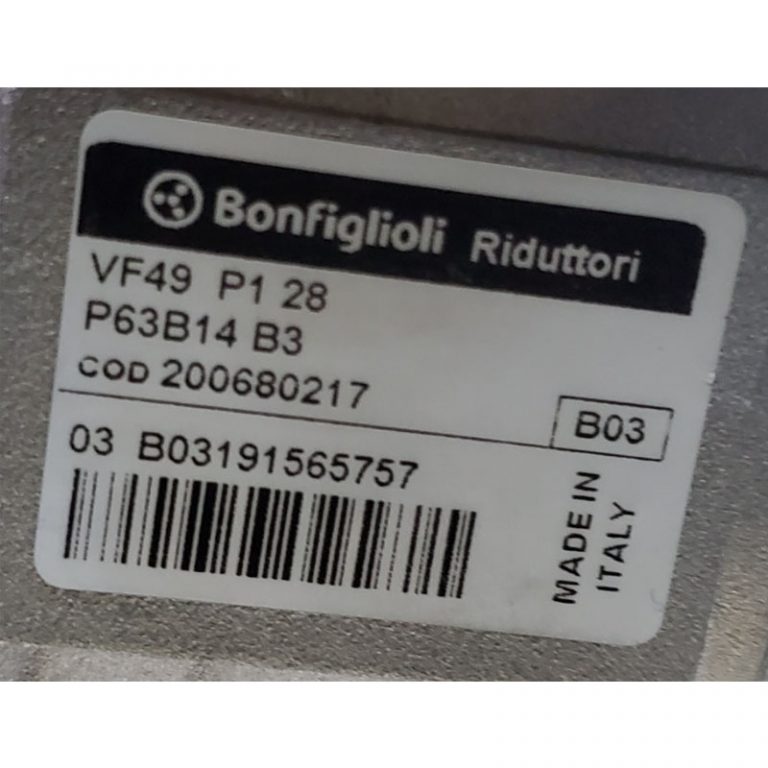 Bonfiglioli Riduttori
VF49 P1 28
P63B14 B3
COD 200680217
B03
03 B03191565757
MADE IN
ITALY